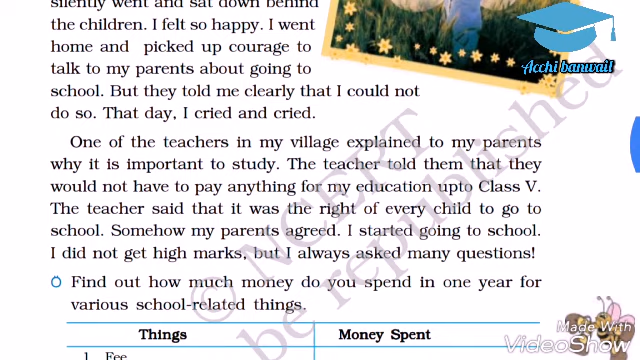 silently went and sat down behind
the children. I felt so happy. I went
home and picked up courage to
talk to my parents about going to
school. But they told me clearly that I could not
do so. That day, I cried and cried.
One of the teachers in my village explained to my parents
why it is important to study. The teacher told them that they
would not have to pay anything for my education upto Class V.
The teacher said that it was the right of every child to go to
school. Somehow my parents agreed. I started going to school.
I did not get high marks, but I always asked many questions!
Find out how much money do you spend in one year for
various school-related things.
Things Money Spent
1. Fee
Acchi banwait
© NCERT
be republished
Made With
VideoShow